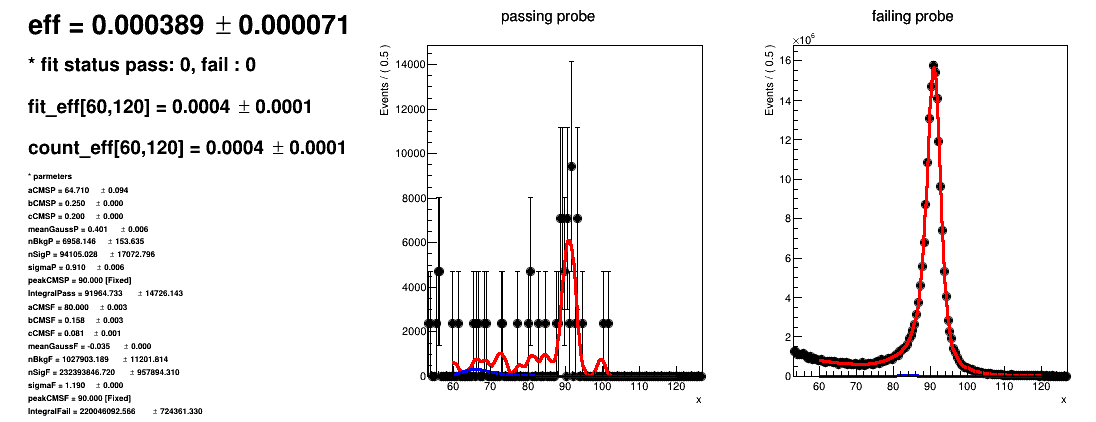 eff = 0.000389 ± 0.000071
* fit status pass: 0, fail : 0
fit_eff[60,120] = 0.0004 ± 0.0001
count_eff[60,120] = 0.0004 ± 0.0001
* parmeters
aCMSP = 64.710 ± 0.094
bCMSP = 0.250 ± 0.000
cCMSP = 0.200 ± 0.000
meanGaussP = 0.401 ± 0.006
nBkgP = 6958.146 ± 153.635
nSigP = 94105.028 ± 17072.796
sigmaP = 0.910 ± 0.006
peakCMSP = 90.000 [Fixed]
IntegralPass = 91964.733 ± 14726.143
aCMSF = 80.000 ± 0.003
bCMSF = 0.158 ± 0.003
cCMSF = 0.081 ± 0.001
meanGaussF = -0.035 ± 0.000
nBkgF = 1027903.189 ± 11201.814
nSigF = 232393846.720 ± 957894.310
sigmaF = 1.190 ± 0.000
peakCMSF = 90.000 [Fixed]
IntegralFail = 220046092.566 ± 724361.330
passing probe
Events / ( 0.5 )
14000
12000
10000
8000
6000
4000
2000
0
60 70 80 90 100 110 120
x
failing probe
×10⁶
Events / ( 0.5 )
16
14
12
10
8
6
4
2
0
60 70 80 90 100 110 120
x